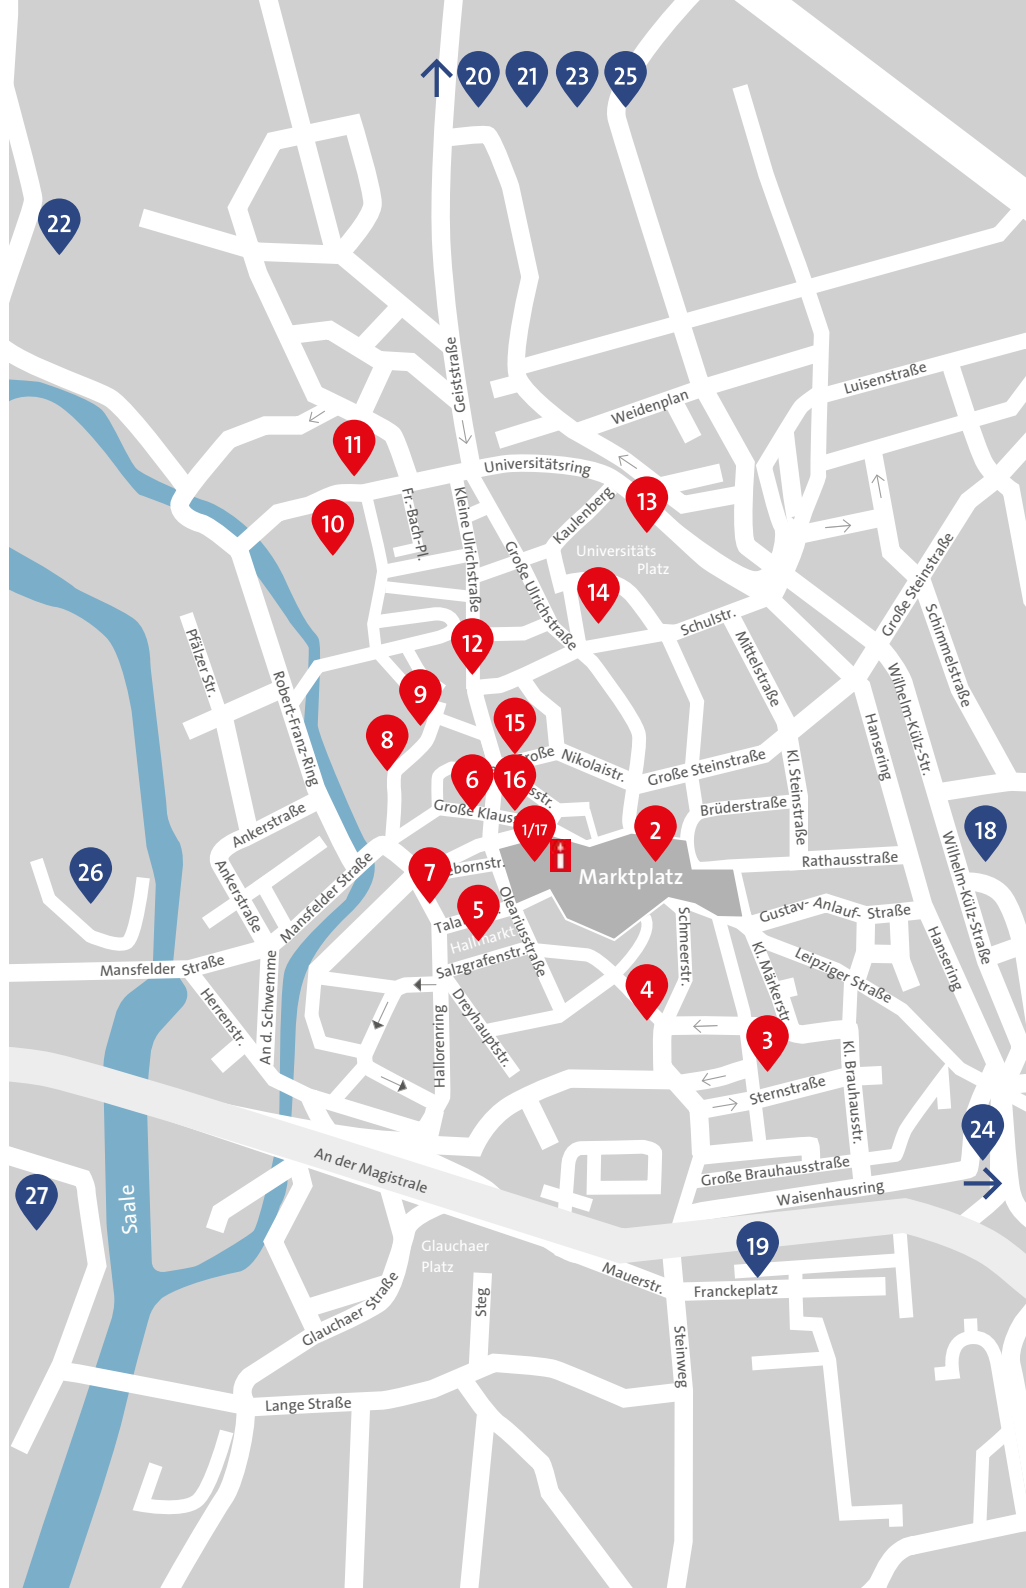 20 21 23 25
22
Geiststraße
Luisenstraße
Weidenplan
11
Universitätsring
13
Fr.-Bach-Pl.
Kleine Ulrichstraße
Kaulenberg
10
Universitäts
Platz
Große Ulrichstraße
14
Große Steinstraße
Schulstr.
Schimmelstraße
Pfälzer Str.
12
Mittelstraße
Robert-Franz-Ring
9
Wilhelm-Külz-Str.
15
Hansering
8
Große Nikolaistr.
Große Steinstraße
Kl. Steinstraße
6
16
sstr.
Große Klaus
Brüderstraße
Ankerstraße
1/17
2
18
i
Rathausstraße
Marktplatz
7
ebornstr.
26
Ankerstraße
Mansfelder Straße
5
Tala
Hallmarkt
Oleariusstraße
Schmeerstr.
Gustav- Anlauf- Straße
Wilhelm-Külz-Straße
Hansering
Mansfelder Straße
Salzgrafenstr.
Kl. Märkerstr.
Leipziger Straße
4
Herrenstr.
An d. Schwemme
Hallorenring
Dreyhauptstr.
3
Sternstraße
Kl. Brauhausstr.
24
An der Magistrale
Große Brauhausstraße
Waisenhausring
27
Saale
Glauchaer
Platz
19
Mauerstr.
Franckeplatz
Glauchaer Straße
Steg
Steinweg
Lange Straße